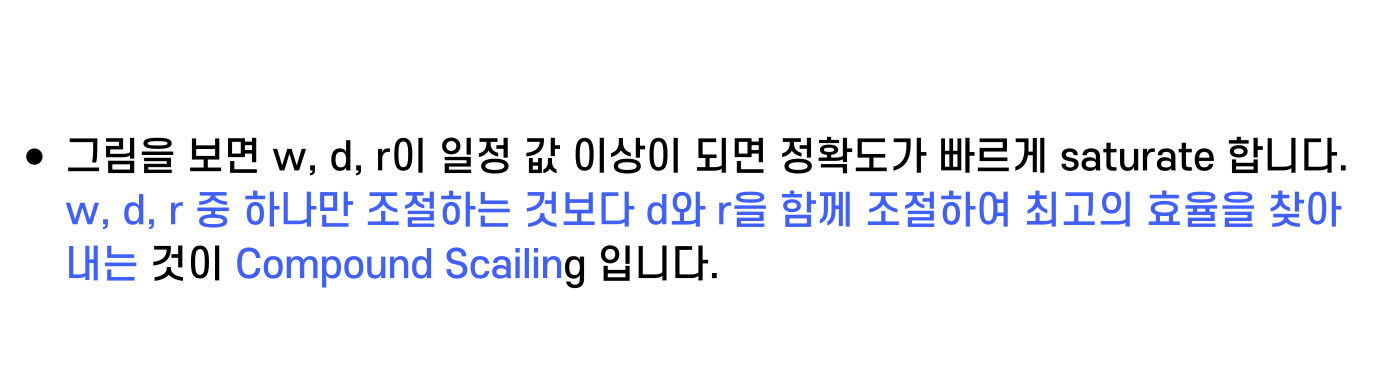 • 그림을 보면 w, d, r이 일정 값 이상이 되면 정확도가 빠르게 saturate 합니다.
w, d, r 중 하나만 조절하는 것보다 d와 r을 함께 조절하여 최고의 효율을 찾아
내는 것이 Compound Scailing 입니다.